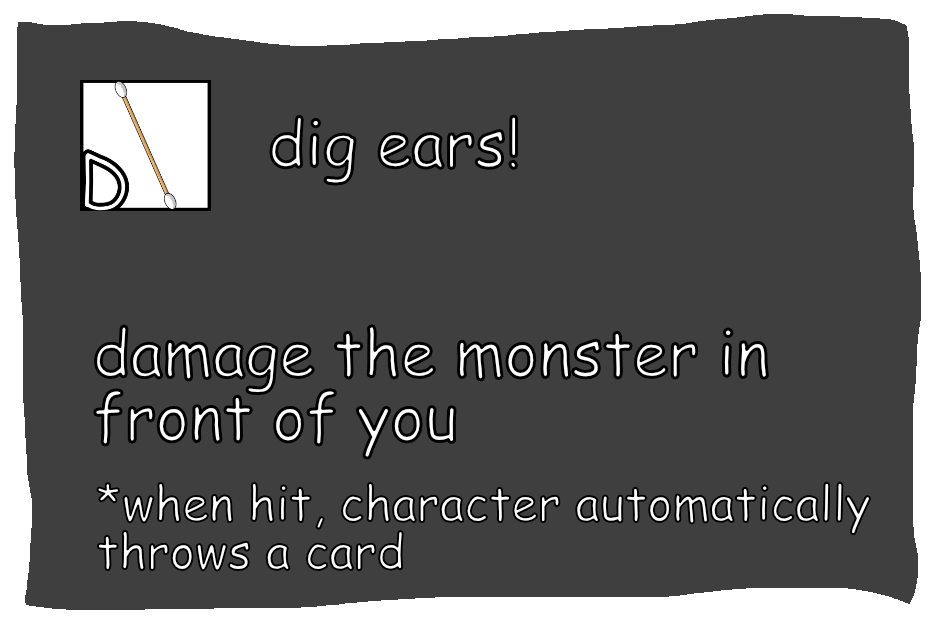 D
dig ears!
damage the monster in
front of you
*when hit, character automatically
throws a card